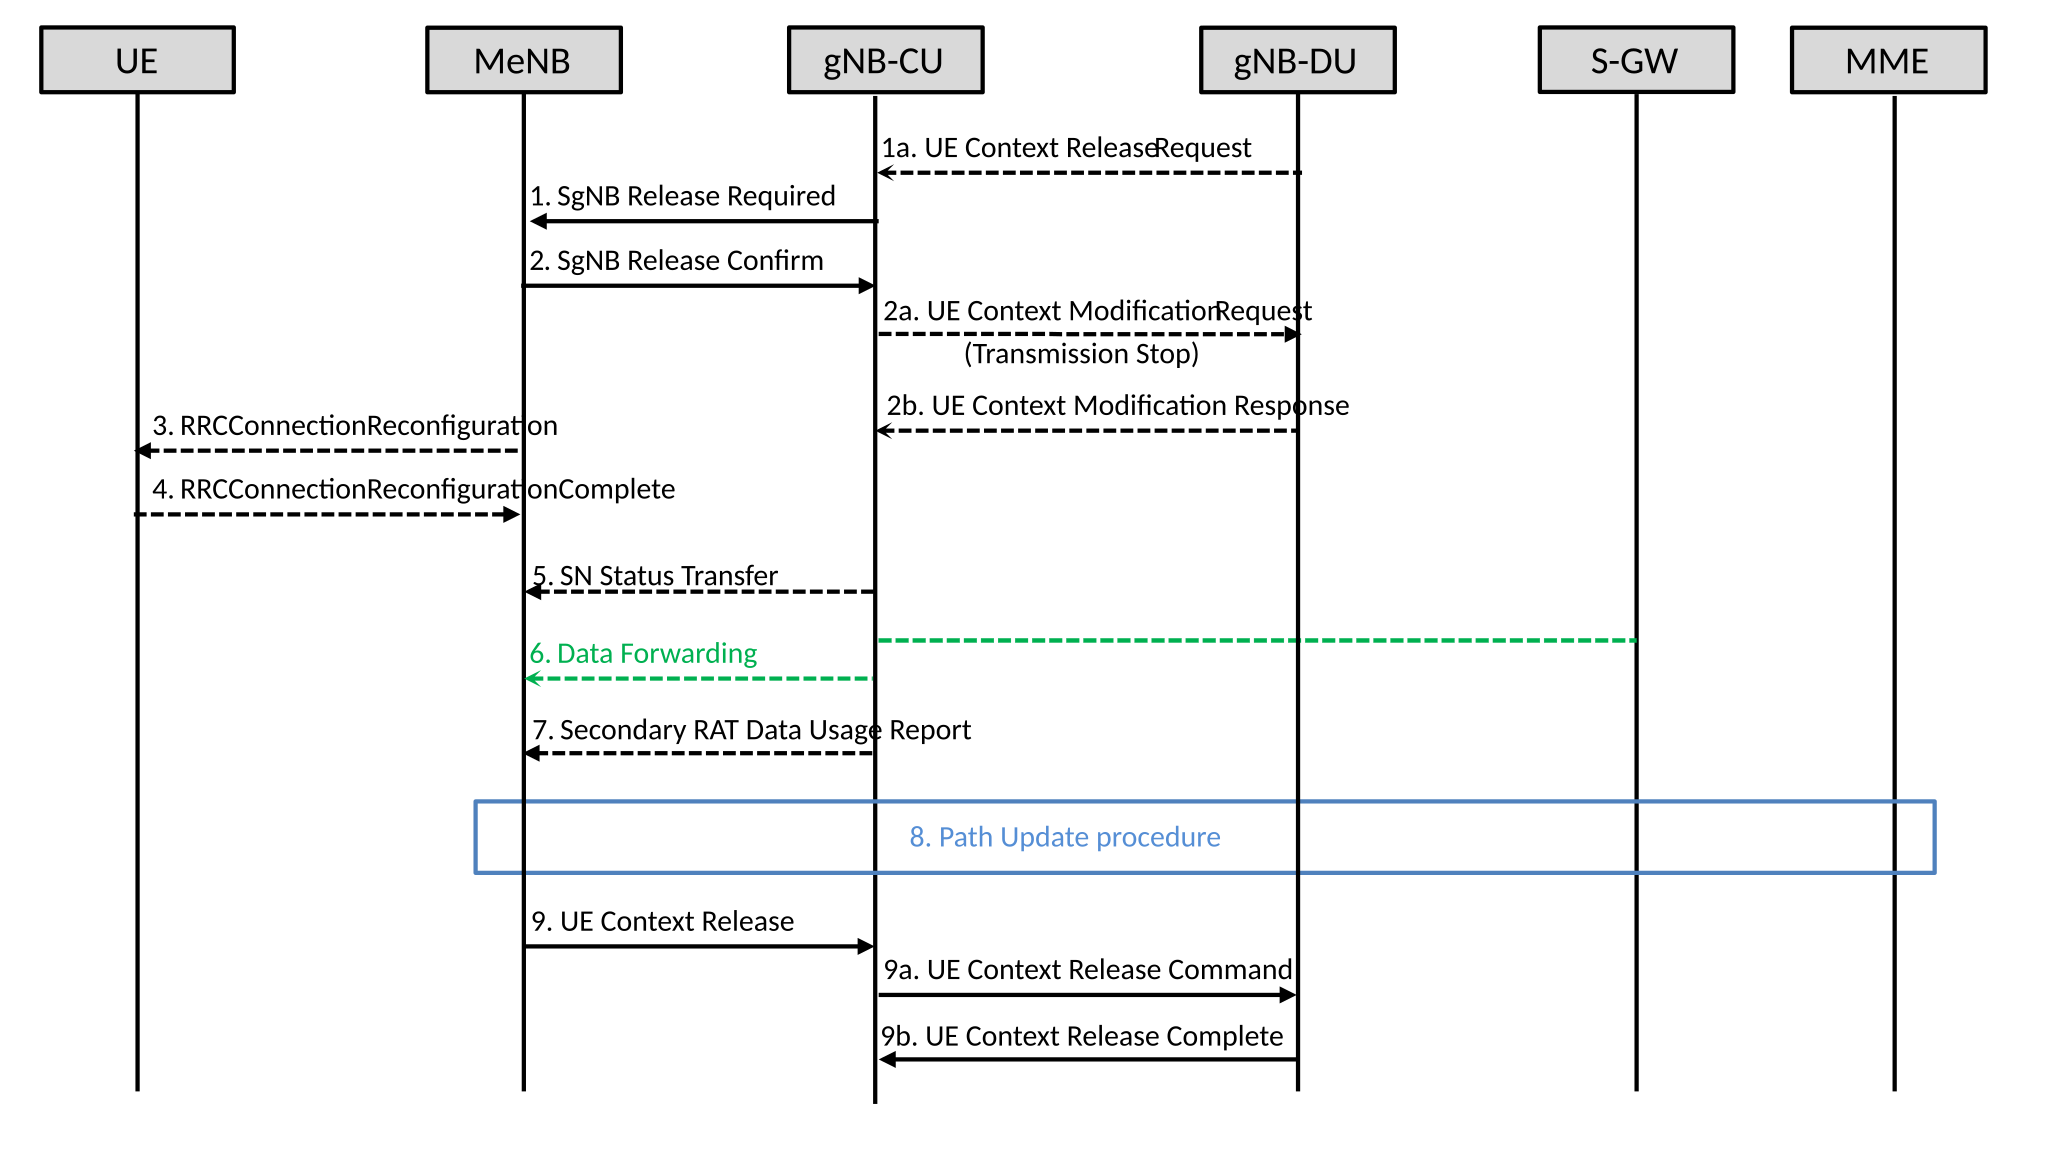 UE
MeNB
gNB-CU
gNB-DU
S-GW
MME
1a. UE Context Release Request
1. SgNB Release Required
2. SgNB Release Confirm
2a. UE Context Modification Request
(Transmission Stop)
2b. UE Context Modification Response
3. RRCConnectionReconfiguration
4. RRCConnectionReconfigurationComplete
5. SN Status Transfer
6. Data Forwarding
7. Secondary RAT Data Usage Report
8. Path Update procedure
9. UE Context Release
9a. UE Context Release Command
9b. UE Context Release Complete